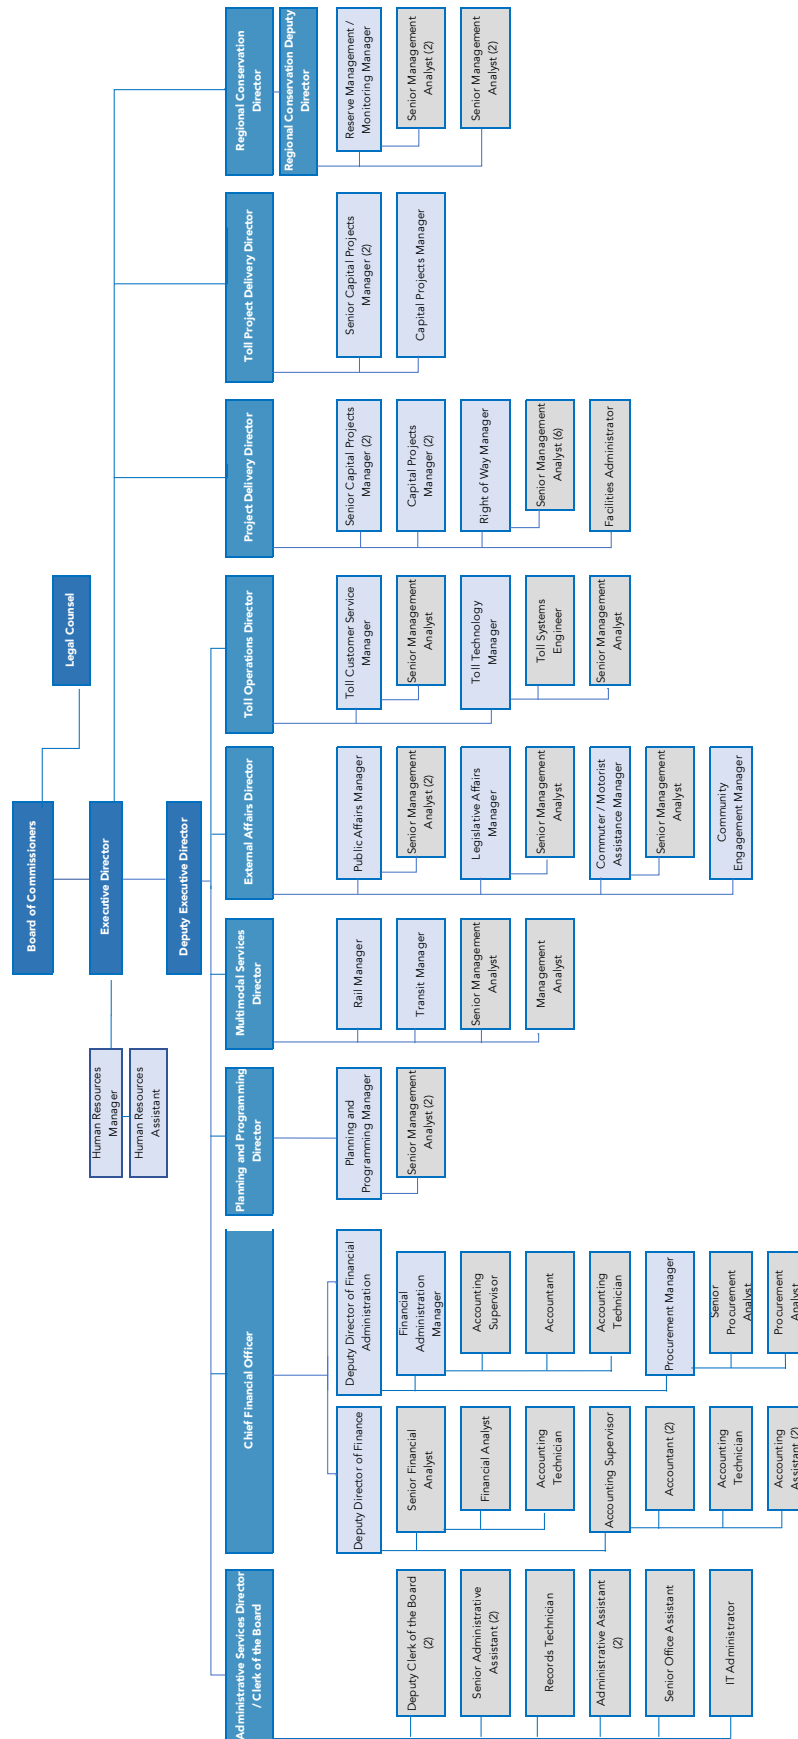 Board of Commissioners
Legal Counsel
Executive Director
Human Resources
Manager
Human Resources
Assistant
Deputy Executive Director
Administrative Services Director
/ Clerk of the Board
Deputy Clerk of the Board
(2)
Senior Administrative
Assistant (2)
Records Technician
Administrative Assistant
(2)
Senior Office Assistant
IT Administrator
Chief Financial Officer
Deputy Director of Finance
Senior Financial
Analyst
Financial Analyst
Accounting
Technician
Accounting Supervisor
Accountant (2)
Accounting
Technician
Accounting
Assistant (2)
Deputy Director of Financial
Administration
Financial
Administration
Manager
Accounting
Supervisor
Accountant
Accounting
Technician
Procurement Manager
Senior
Procurement
Analyst
Procurement
Analyst
Planning and Programming
Director
Planning and
Programming Manager
Senior Management
Analyst (2)
Multimodal Services
Director
Rail Manager
Transit Manager
Senior Management
Analyst
Management
Analyst
External Affairs Director
Public Affairs Manager
Senior Management
Analyst (2)
Legislative Affairs
Manager
Senior Management
Analyst
Commuter / Motorist
Assistance Manager
Senior Management
Analyst
Community
Engagement Manager
Toll Operations Director
Toll Customer Service
Manager
Senior Management
Analyst
Toll Technology
Manager
Toll Systems
Engineer
Senior Management
Analyst
Project Delivery Director
Senior Capital Projects
Manager (2)
Capital Projects
Manager (2)
Right of Way Manager
Senior Management
Analyst (6)
Facilities Administrator
Toll Project Delivery Director
Senior Capital Projects
Manager (2)
Capital Projects Manager
Regional Conservation
Director
Regional Conservation Deputy
Director
Reserve Management /
Monitoring Manager
Senior Management
Analyst (2)
Senior Management
Analyst (2)